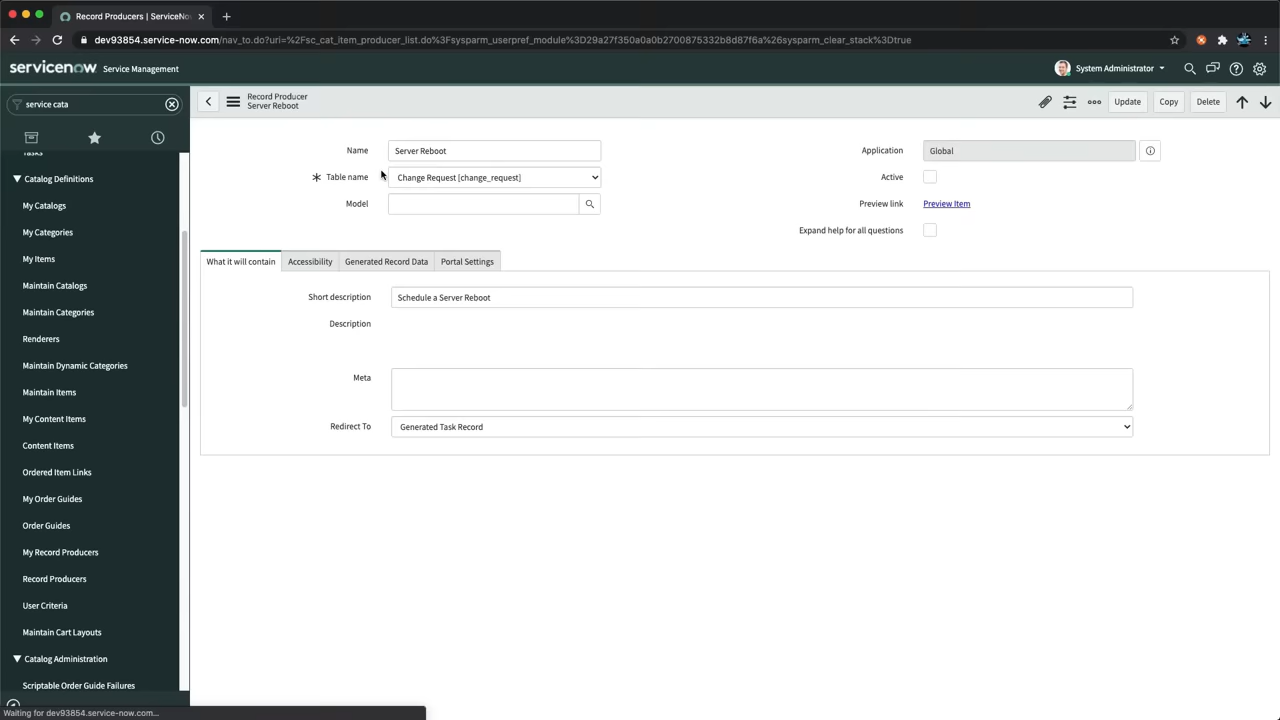 Record Producers | ServiceNo
dev93854.service-now.com/nav_to.do?uri=%2Fsc_cat_item_producer_list.do%3Fsysparm_userpref_module%3D29a27f350a0a0b2700875332b8d87f6a%26sysparm_clear_stack%3Dtrue
servicenow Service Management
System Administrator
service cata
Record Producer
Server Reboot
Update
Copy
Delete
Tasks
Catalog Definitions
My Catalogs
My Categories
My Items
Maintain Catalogs
Maintain Categories
Renderers
Maintain Dynamic Categories
Maintain Items
My Content Items
Content Items
Ordered Item Links
My Order Guides
Order Guides
My Record Producers
Record Producers
User Criteria
Maintain Cart Layouts
Catalog Administration
Scriptable Order Guide Failures
Name Server Reboot
Table name Change Request [change_request]
Model
Application Global
Active
Preview link Preview Item
Expand help for all questions
What it will contain Accessibility Generated Record Data Portal Settings
Short description Schedule a Server Reboot
Description
Meta
Redirect To Generated Task Record
Waiting for dev93854.service-now.com...